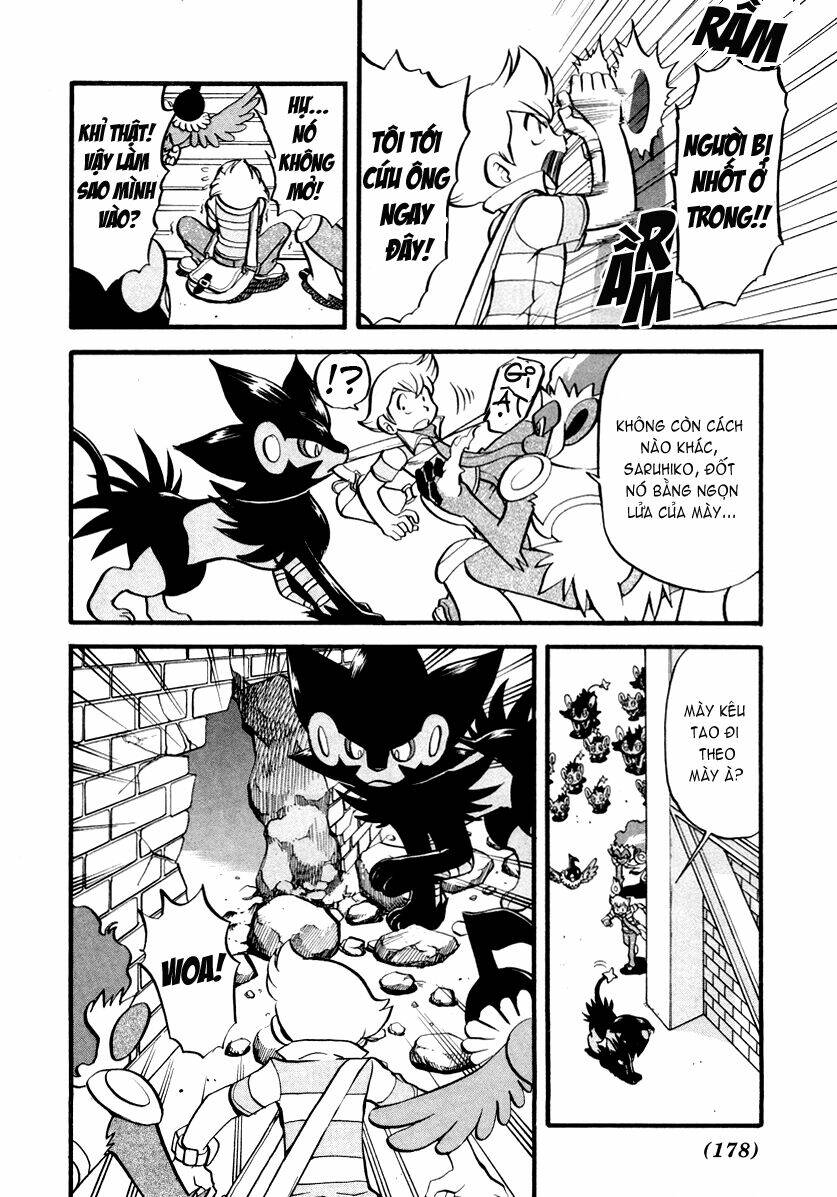 RẦM
NGƯỜI BỊ
NHỐT Ở
TRONG!!
RẦM
TÔI TỚI
CỨU ÔNG
NGAY
ĐÂY!
HỰ...
NÓ
KHÔNG
MỞ!
KHỈ THẬT!
VẬY LÀM
SAO MÌNH
VÀO?
KHÔNG CÒN CÁCH
NÀO KHÁC,
SARUHIKO, ĐỐT
NÓ BẰNG NGỌN
LỬA CỦA MÀY...
GIẬT
!?
MÀY KÊU
TAO ĐI
THEO
MÀY À?
WOA!
(178)